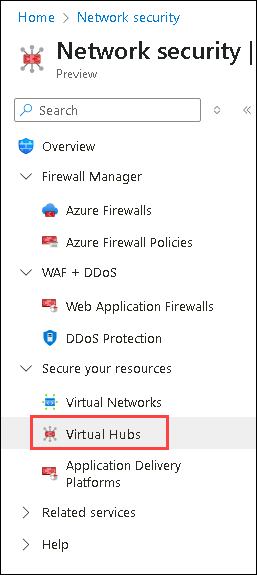 Home > Network security
Network security |
Preview
Search
Overview
Firewall Manager
Azure Firewalls
Azure Firewall Policies
WAF + DDoS
Web Application Firewalls
DDoS Protection
Secure your resources
Virtual Networks
Virtual Hubs
Application Delivery
Platforms
Related services
Help